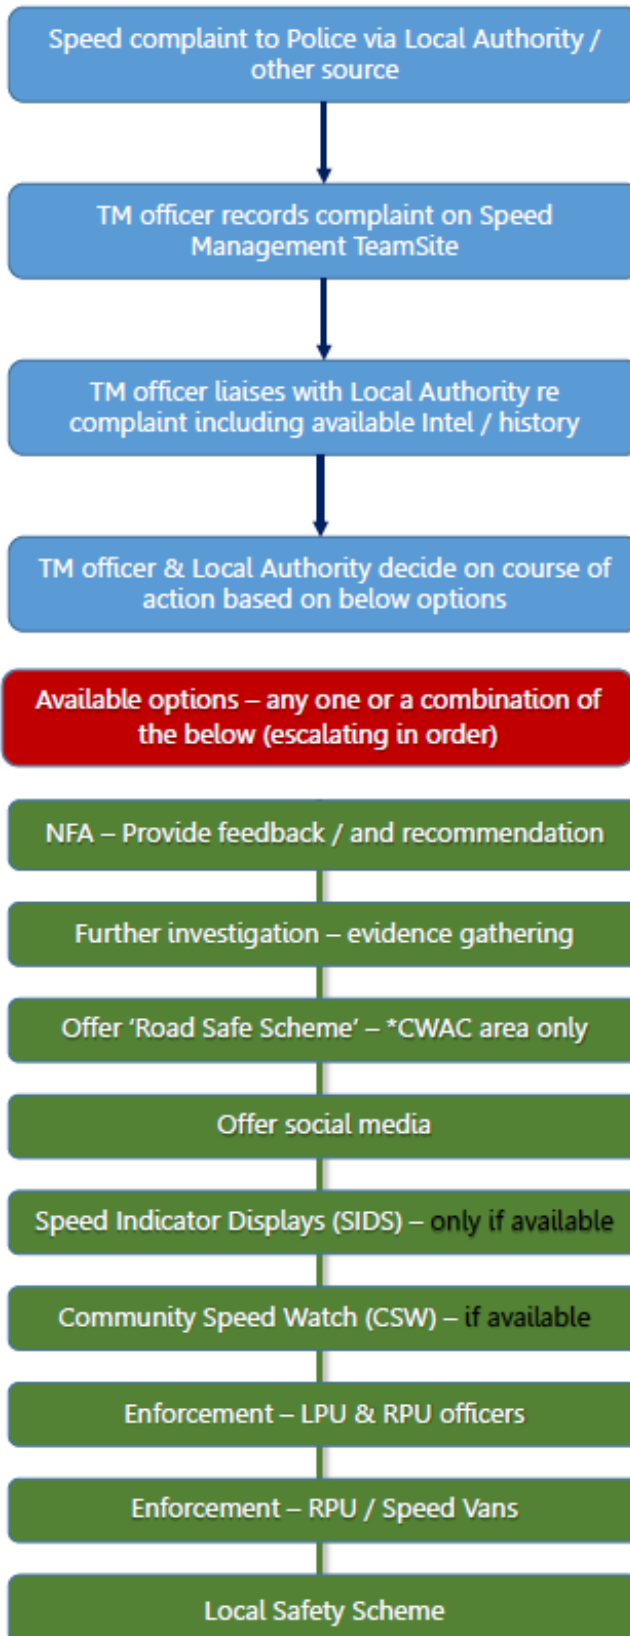 Speed complaint to Police via Local Authority /
other source
TM officer records complaint on Speed
Management TeamSite
TM officer liaises with Local Authority re
complaint including available Intel / history
TM officer & Local Authority decide on course of
action based on below options
Available options – any one or a combination of
the below (escalating in order)
NFA – Provide feedback / and recommendation
Further investigation – evidence gathering
Offer ‘Road Safe Scheme’ – *CWAC area only
Offer social media
Speed Indicator Displays (SIDS) – only if available
Community Speed Watch (CSW) – if available
Enforcement – LPU & RPU officers
Enforcement – RPU / Speed Vans
Local Safety Scheme